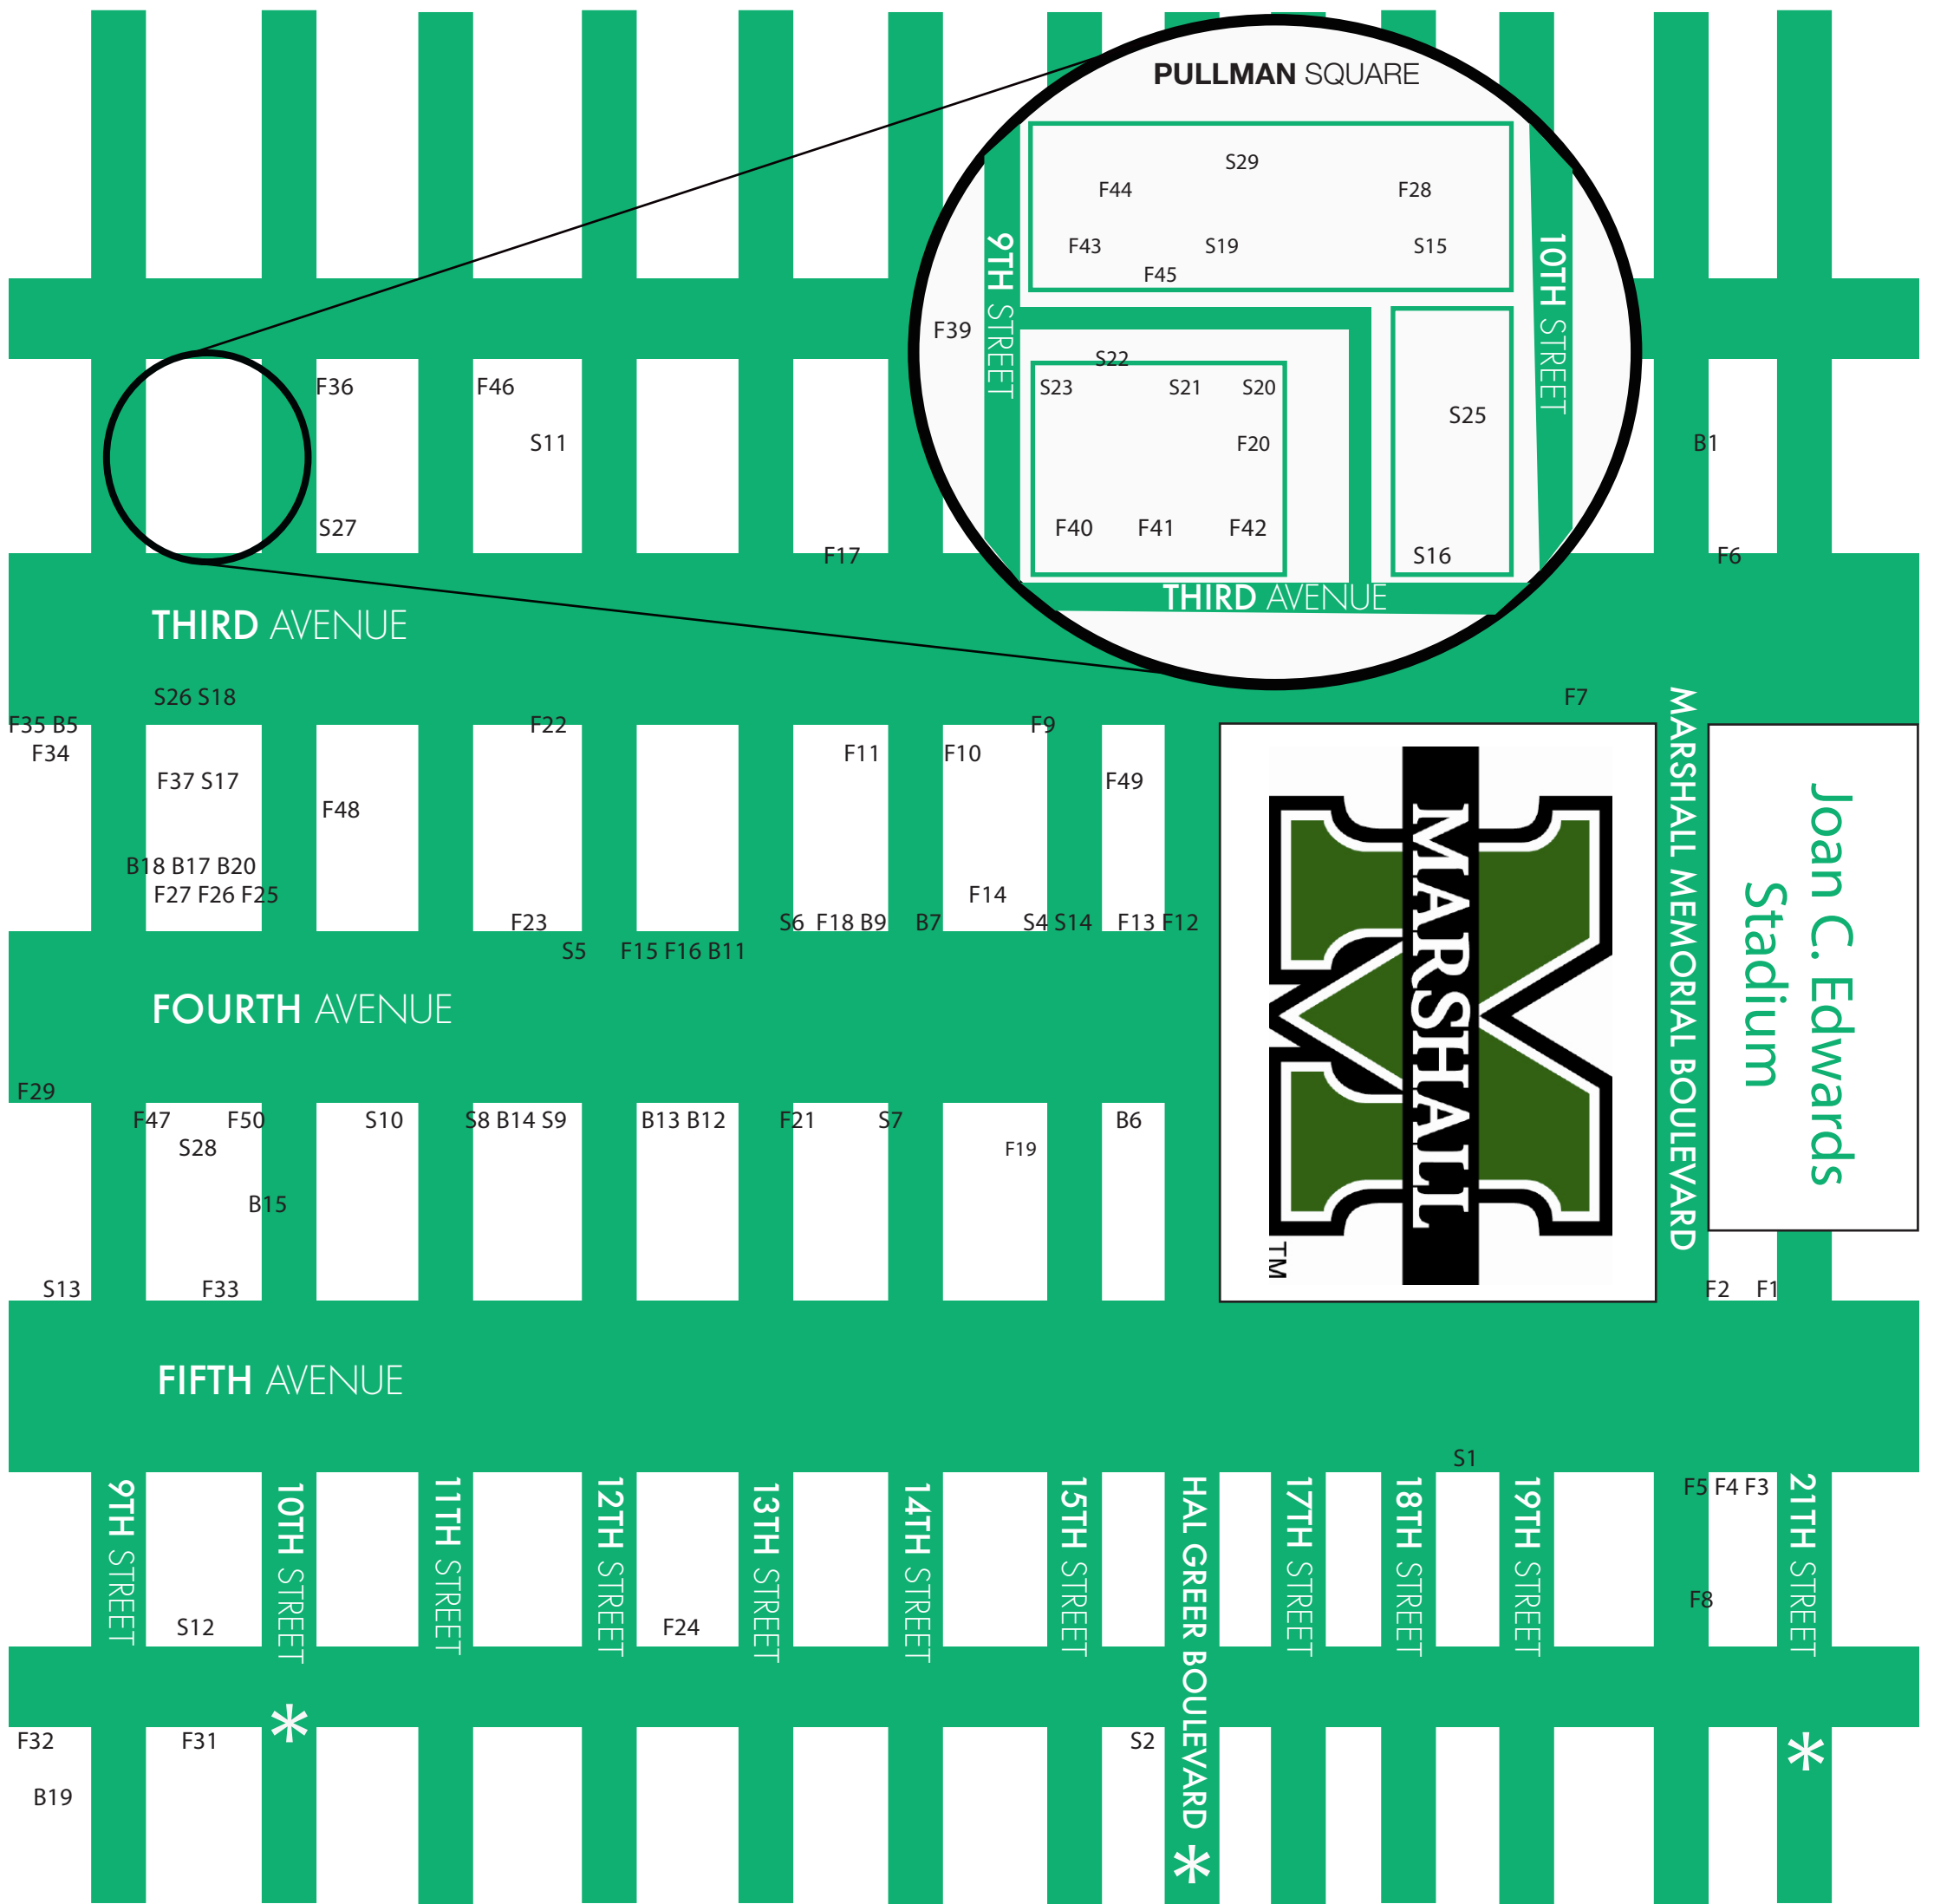 PULLMAN SQUARE
S29
F44 F28
F43 S19 S15
F45
9TH STREET
10TH STREET
F39
S22
S23 S21 S20
F20
S25
F40 F41 F42
S16
THIRD AVENUE
F36 F46
S11
B1
S27
F17 F6
THIRD AVENUE
S26 S18
F7
F35 B5 F22 F9
F34 F11 F10
F37 S17 F49
F48
B18 B17 B20
F27 F26 F25 F14
F23 S6 F18 B9 B7 S4 S14 F13 F12
S5 F15 F16 B11
MARSHALL
TM
MARSHALL MEMORIAL BOULEVARD
Joan C. Edwards
Stadium
FOURTH AVENUE
F29
F47 F50 S10 S8 B14 S9 B13 B12 F21 S7 B6
S28 F19
B15
S13 F33 F2 F1
FIFTH AVENUE
S1
F5 F4 F3
9TH STREET
10TH STREET
*
11TH STREET
12TH STREET
13TH STREET
14TH STREET
15TH STREET
HAL GREER BOULEVARD
*
17TH STREET
18TH STREET
19TH STREET
21TH STREET
*
F8
S12 F24
F32 F31 S2
B19